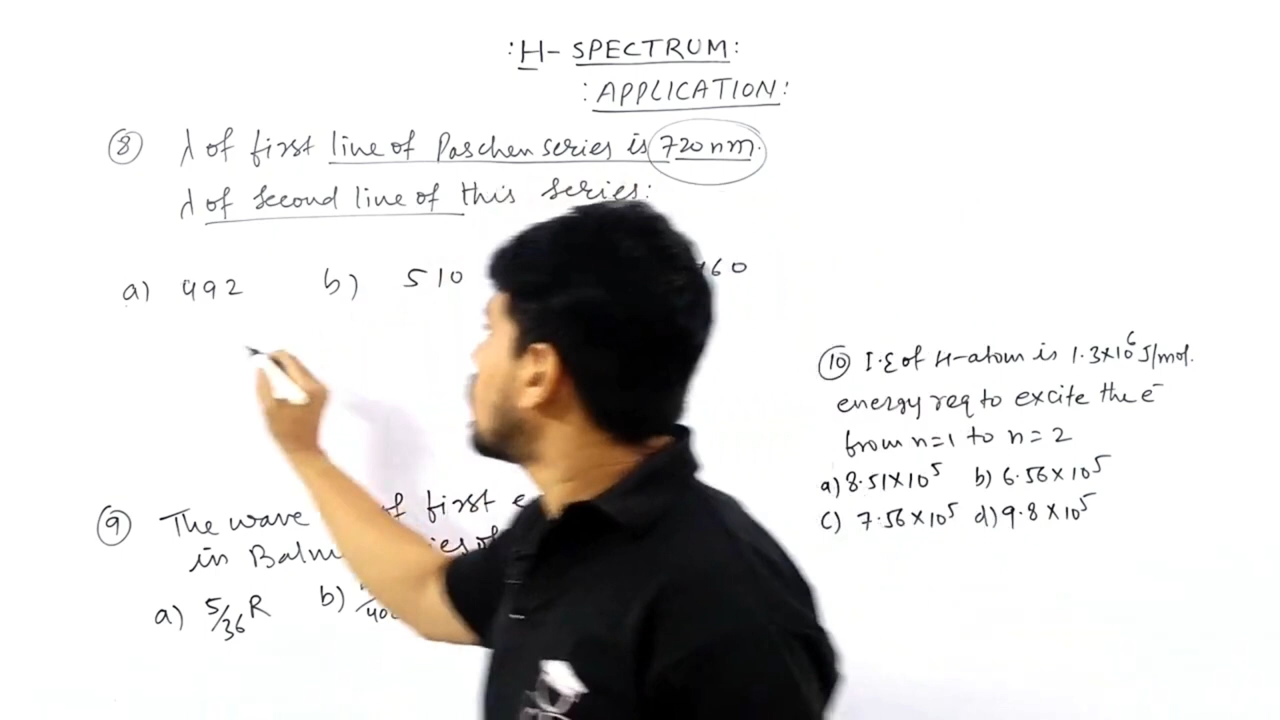 :H- SPECTRUM:
:APPLICATION:
⑧ λ of first line of Paschen series is 720nm.
λ of second line of this series:
a) 492 b) 510 60
⑨ The wave of first
in Balm
a) 5/36 R b)
⑩ I.E of H-atom is 1.3×10⁶ J/mol.
energy req to excite the e⁻
from n=1 to n=2
a) 8.51×10⁵ b) 6.56×10⁵
c) 7.56×10⁵ d) 9.8×10⁵